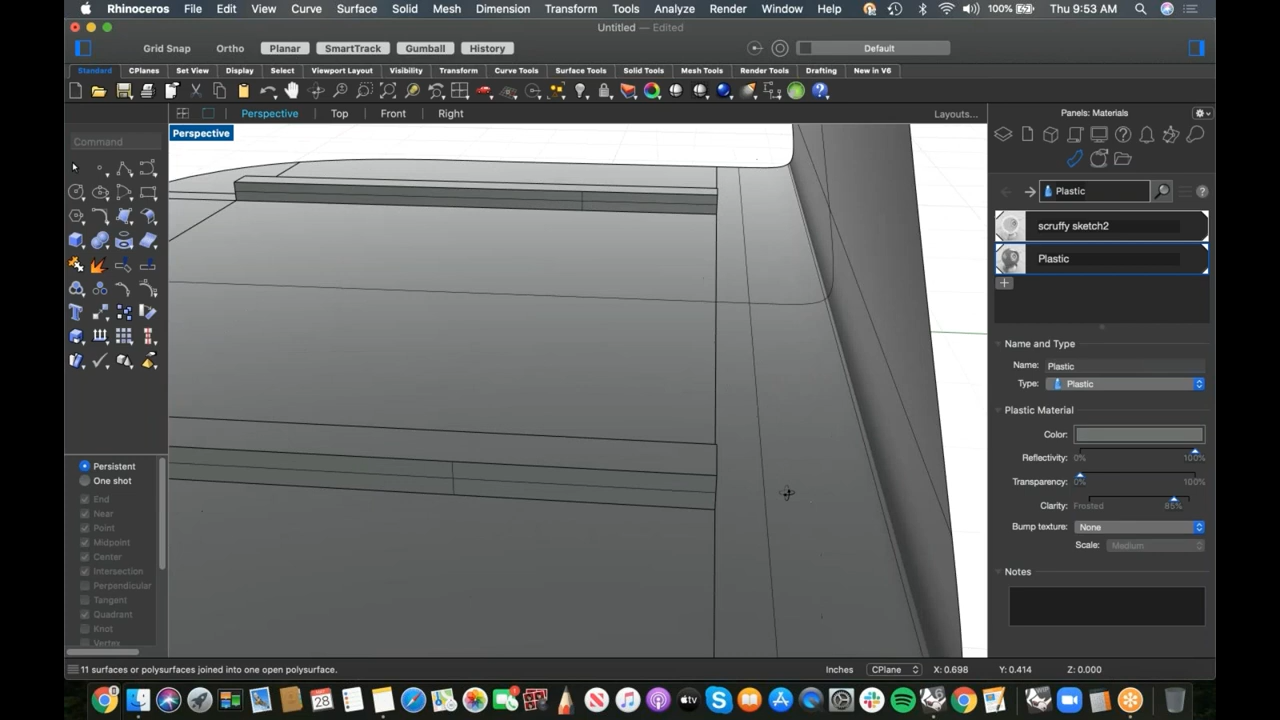 Rhinoceros File Edit View Curve Surface Solid Mesh Dimension Transform Tools Analyze Render Window Help 100% Thu 9:53 AM
Untitled — Edited
Grid Snap Ortho Planar SmartTrack Gumball History Default
Standard CPlanes Set View Display Select Viewport Layout Visibility Transform Curve Tools Surface Tools Solid Tools Mesh Tools Render Tools Drafting New in V6
Perspective Top Front Right Layouts... Panels: Materials
Perspective
Command
Plastic
scruffy sketch2
Plastic
Name and Type
Name: Plastic
Type: Plastic
Plastic Material
Color:
Reflectivity: 0% 100%
Transparency: 0% 100%
Clarity: Frosted 85%
Bump texture: None
Scale: Medium
Notes
Persistent
One shot
End
Near
Point
Midpoint
Center
Intersection
Perpendicular
Tangent
Quadrant
Knot
Vertex
11 surfaces or polysurfaces joined into one open polysurface. Inches CPlane X: 0.698 Y: 0.414 Z: 0.000
28
tv